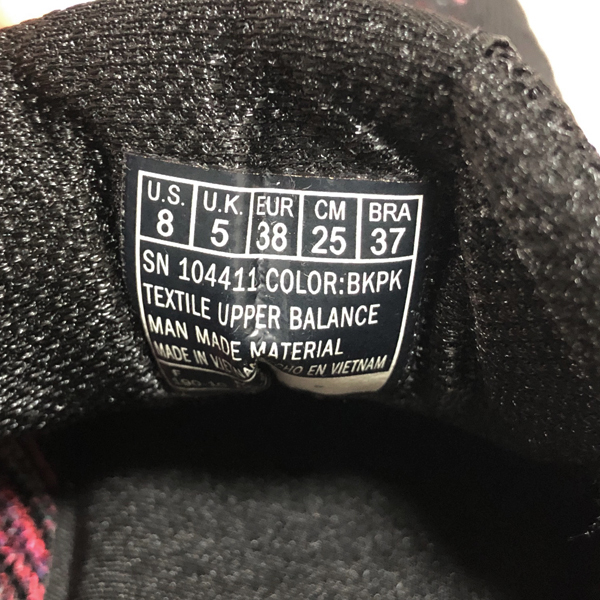 U.S. U.K. EUR CM BRA
8 5 38 25 37
SN 104411 COLOR:BKPK
TEXTILE UPPER BALANCE
MAN MADE MATERIAL
MADE IN EN VIETNAM